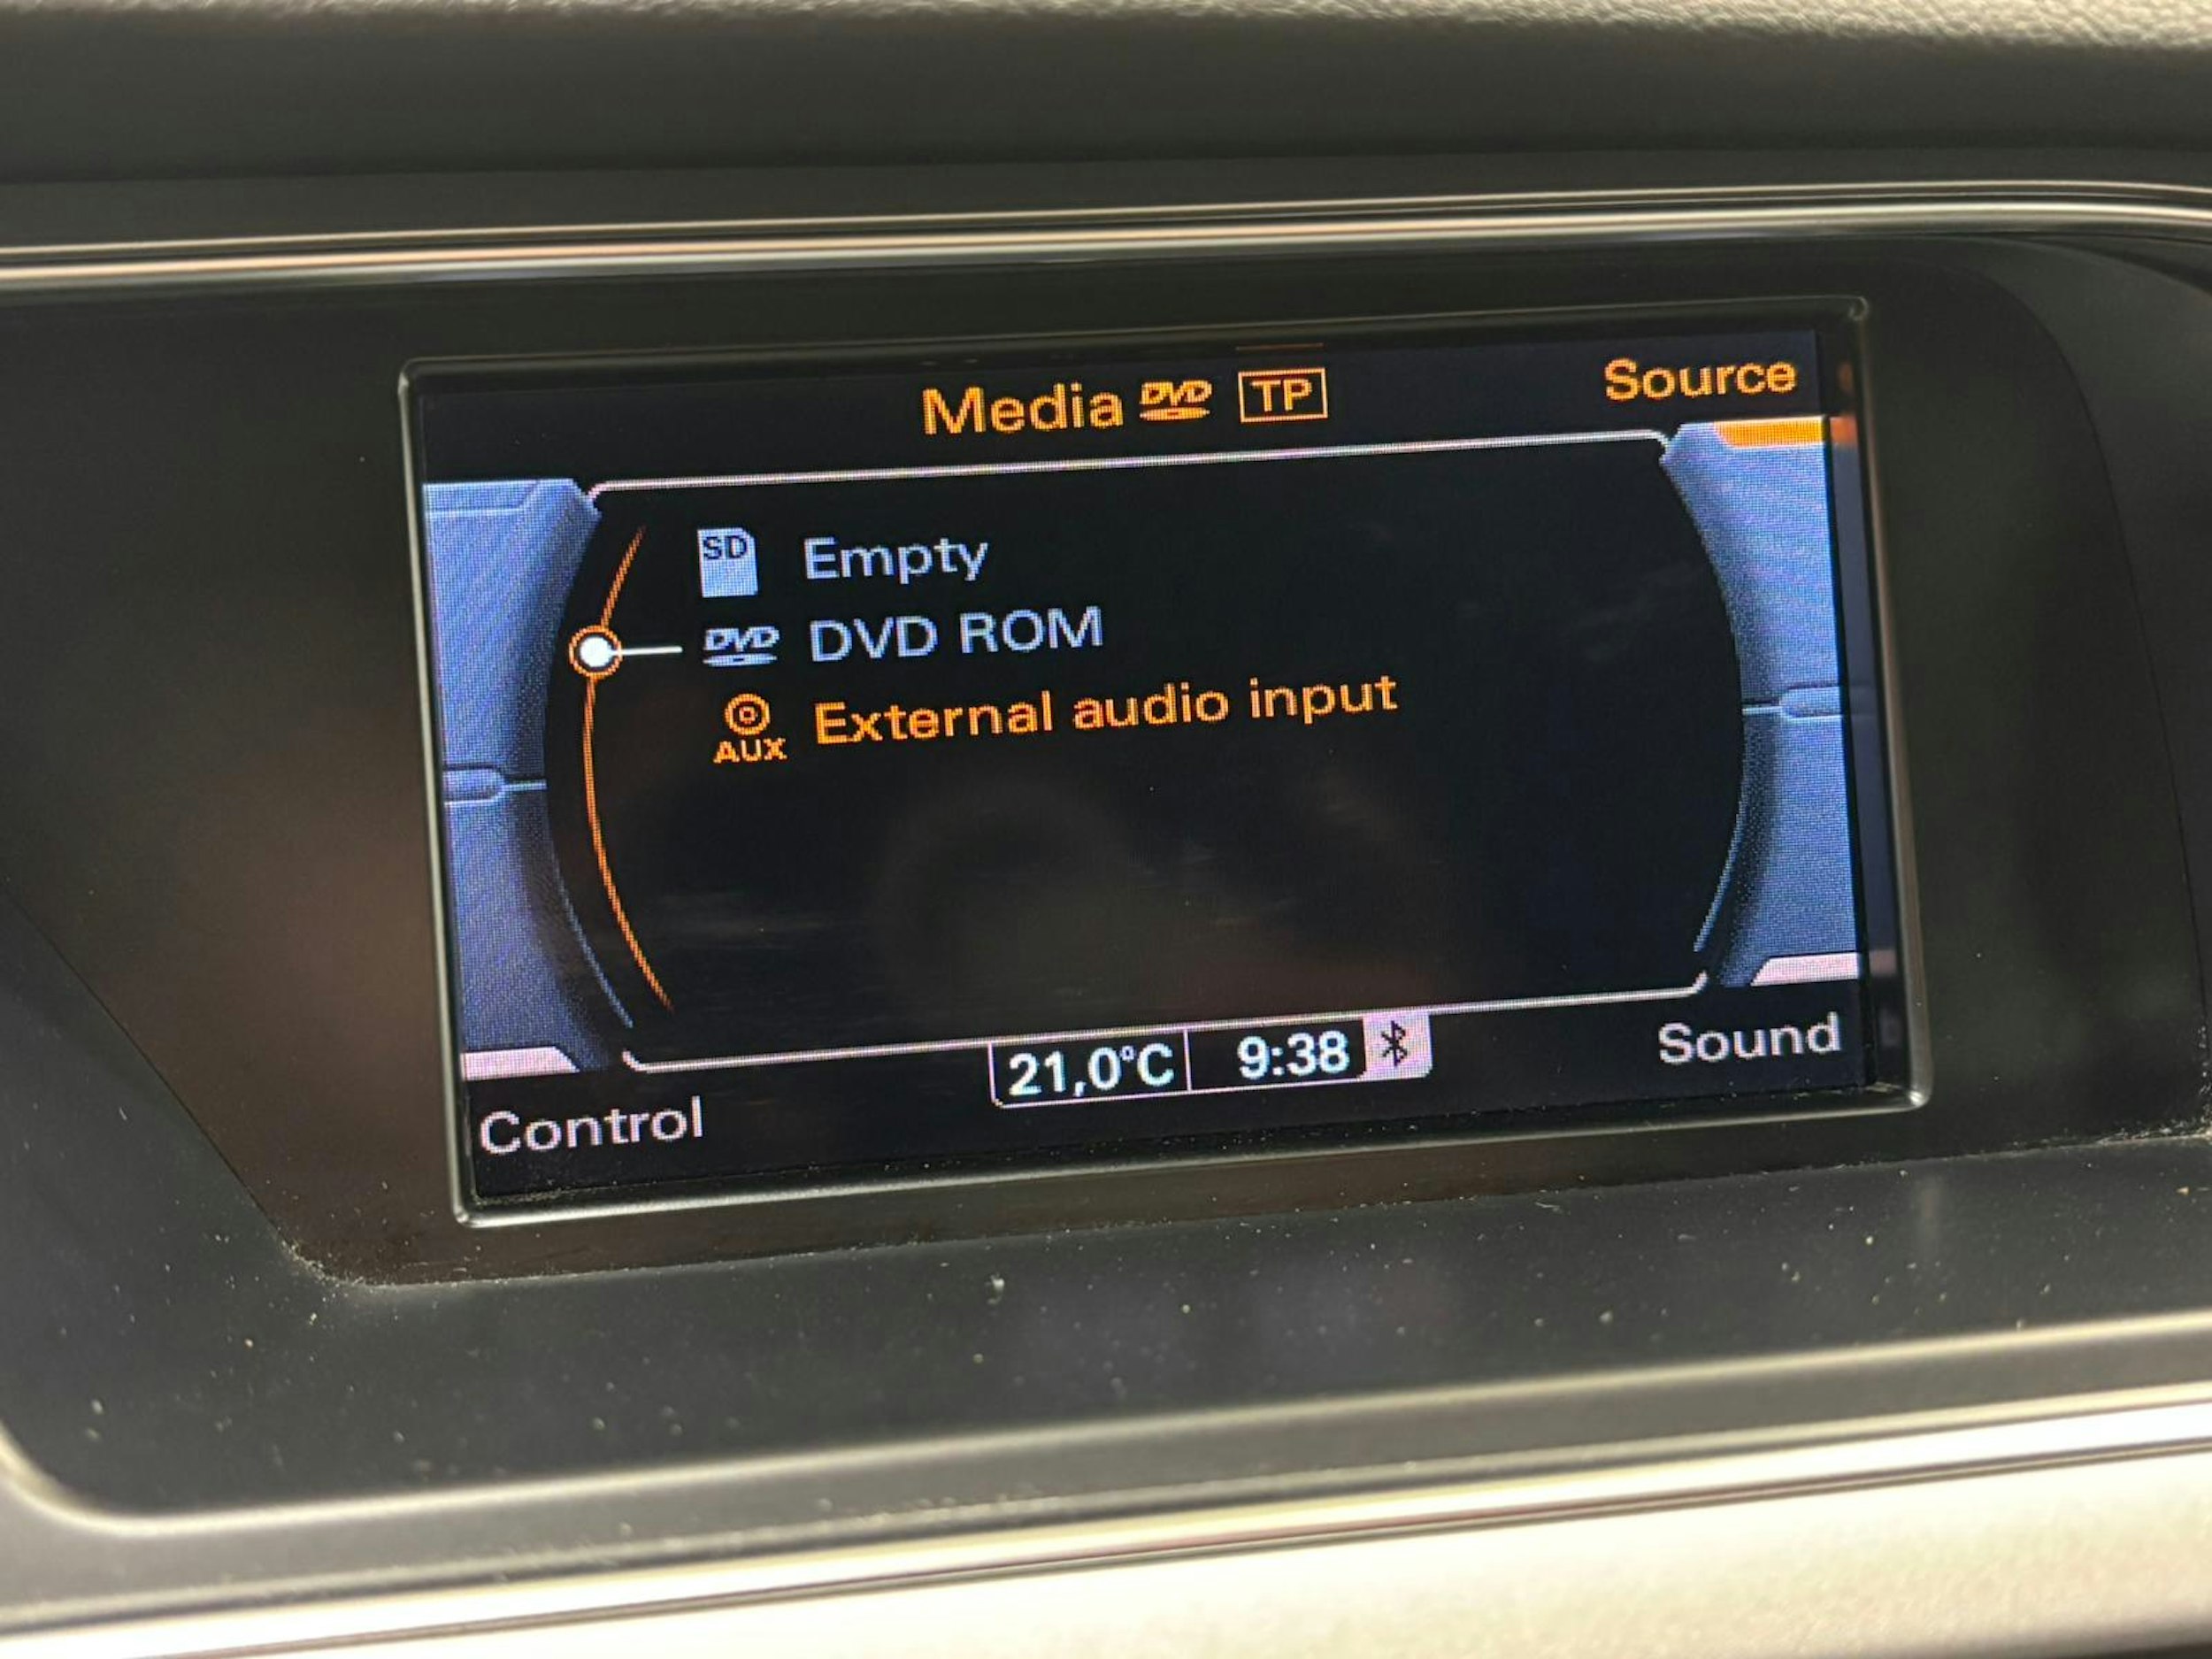 Media DVD TP
Source
SD Empty
DVD DVD ROM
AUX External audio input
21,0°C 9:38
Sound
Control